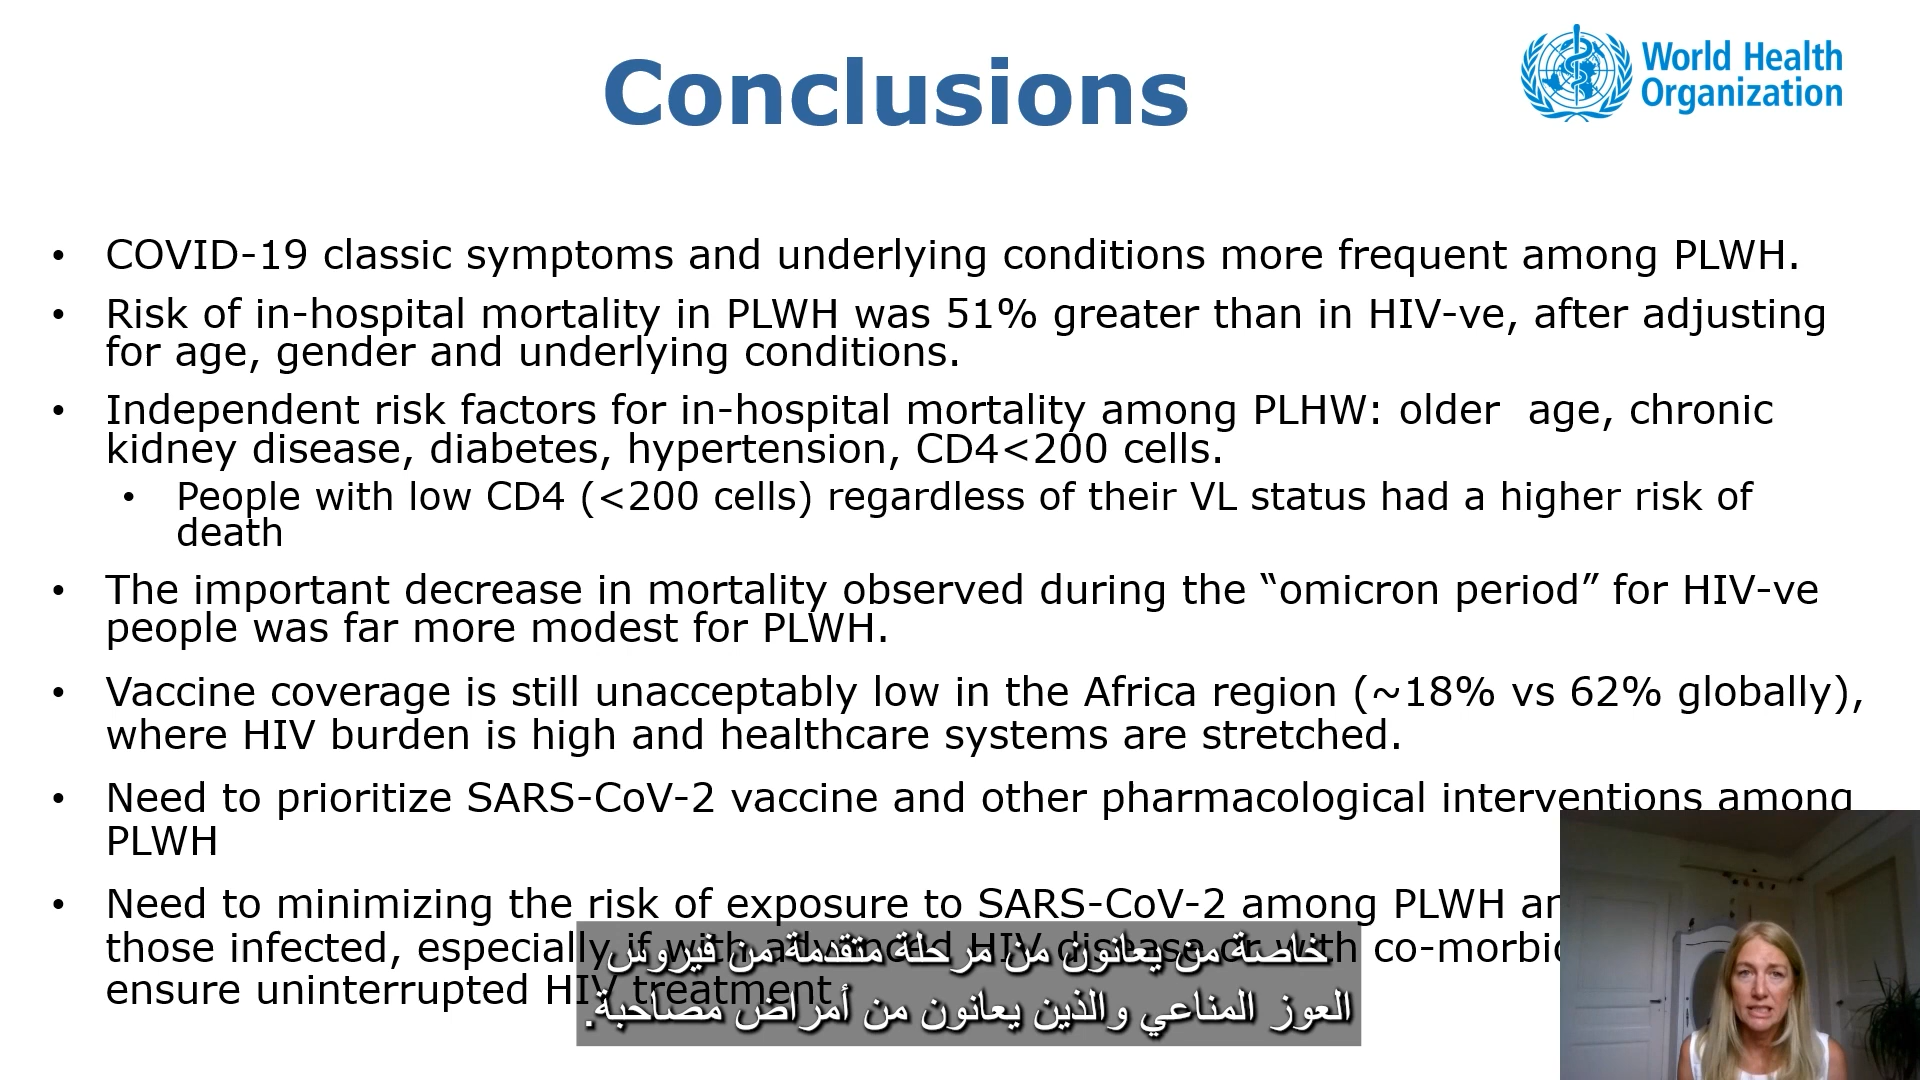 Conclusions
World Health
Organization
• COVID-19 classic symptoms and underlying conditions more frequent among PLWH.
• Risk of in-hospital mortality in PLWH was 51% greater than in HIV-ve, after adjusting
for age, gender and underlying conditions.
• Independent risk factors for in-hospital mortality among PLHW: older age, chronic
kidney disease, diabetes, hypertension, CD4<200 cells.
• People with low CD4 (<200 cells) regardless of their VL status had a higher risk of
death
• The important decrease in mortality observed during the “omicron period” for HIV-ve
people was far more modest for PLWH.
• Vaccine coverage is still unacceptably low in the Africa region (~18% vs 62% globally),
where HIV burden is high and healthcare systems are stretched.
• Need to prioritize SARS-CoV-2 vaccine and other pharmacological interventions among
PLWH
• Need to minimizing the risk of exposure to SARS-CoV-2 among PLWH
those infected, especially if with advanced HIV disease or with
ensure uninterrupted HIV treatment
خاصة من يعانون من مرحلة متقدمة من فيروس
العوز المناعي والذين يعانون من أمراض مصاحبة.